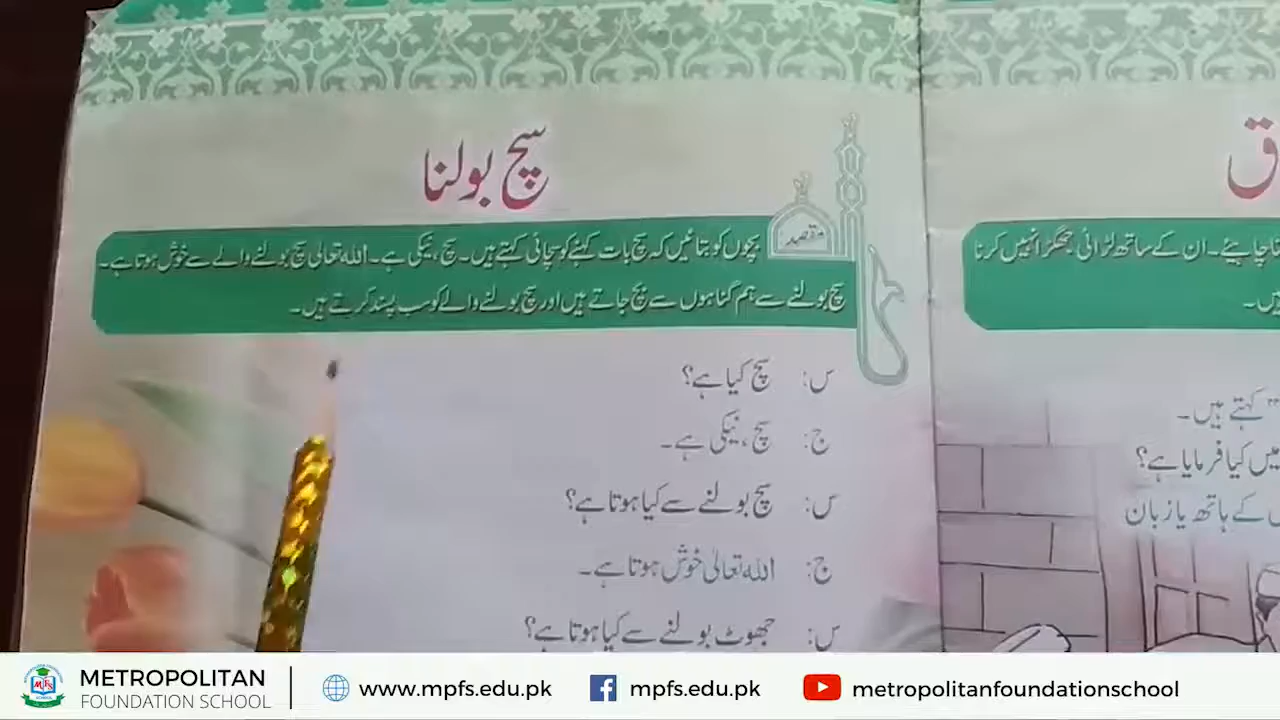 سچ بولنا
مقصد
بچوں کو بتائیں کہ سچ بات کہنے کو سچائی کہتے ہیں۔ سچ، نیکی ہے۔ اللہ تعالیٰ سچ بولنے والے سے خوش ہوتا ہے۔
سچ بولنے سے ہم گناہوں سے بچ جاتے ہیں اور سچ بولنے والے کو سب پسند کرتے ہیں۔
س: سچ کیا ہے؟
ج: سچ، نیکی ہے۔
س: سچ بولنے سے کیا ہوتا ہے؟
ج: اللہ تعالیٰ خوش ہوتا ہے۔
س: جھوٹ بولنے سے کیا ہوتا ہے؟
ق
چاہیئے۔ ان کے ساتھ لڑائی جھگڑا نہیں کرنا
ہیں۔
کہتے ہیں۔
میں کیا فرمایا ہے؟
کے ہاتھ یا زبان
METROPOLITAN
FOUNDATION SCHOOL
www.mpfs.edu.pk
mpfs.edu.pk
metropolitanfoundationschool